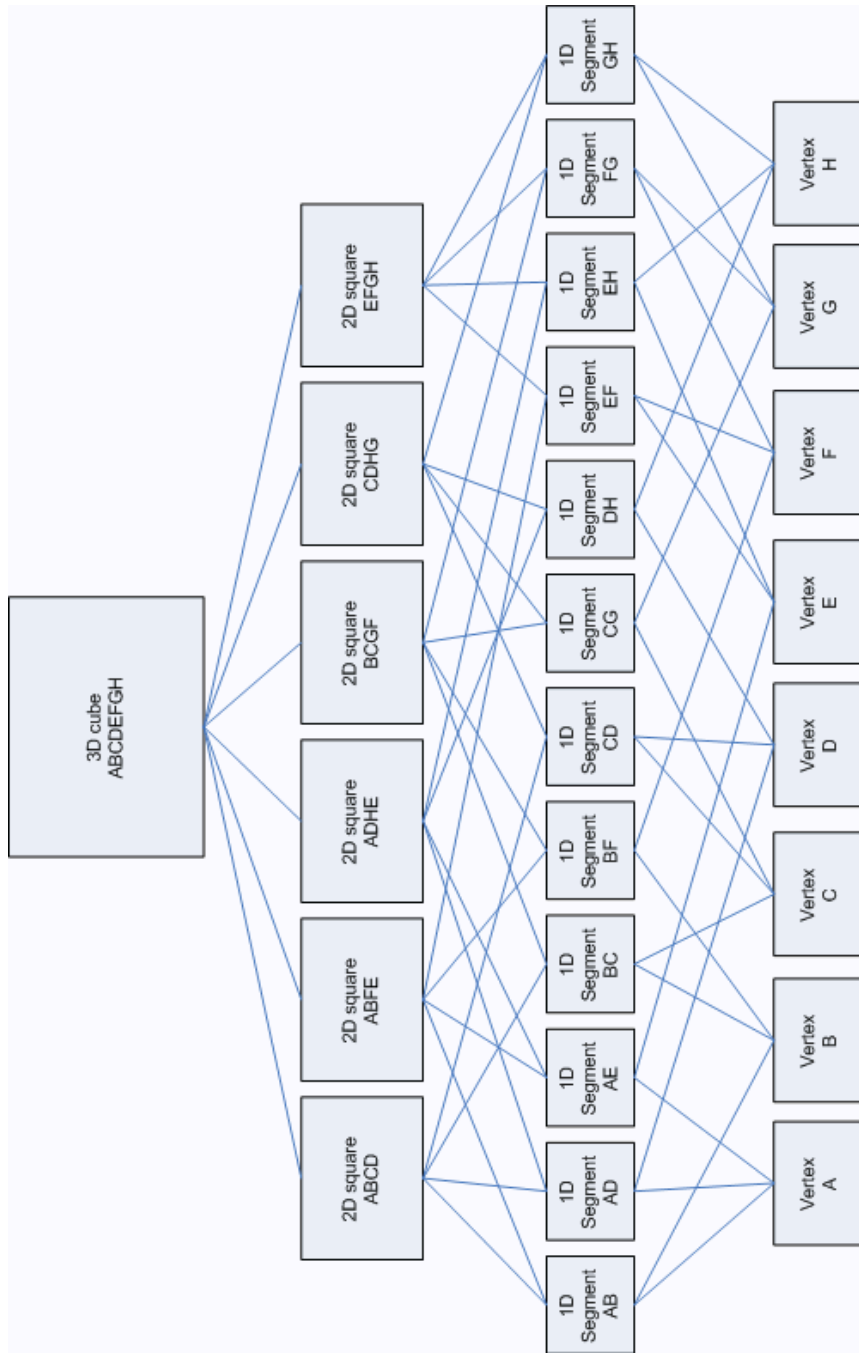 3D cube
ABCDEFGH
2D square
ABCD
2D square
ABFE
2D square
ADHE
2D square
BCGF
2D square
CDHG
2D square
EFGH
1D
Segment
AB
1D
Segment
AD
1D
Segment
AE
1D
Segment
BC
1D
Segment
BF
1D
Segment
CD
1D
Segment
CG
1D
Segment
DH
1D
Segment
EF
1D
Segment
EH
1D
Segment
FG
1D
Segment
GH
Vertex
A
Vertex
B
Vertex
C
Vertex
D
Vertex
E
Vertex
F
Vertex
G
Vertex
H